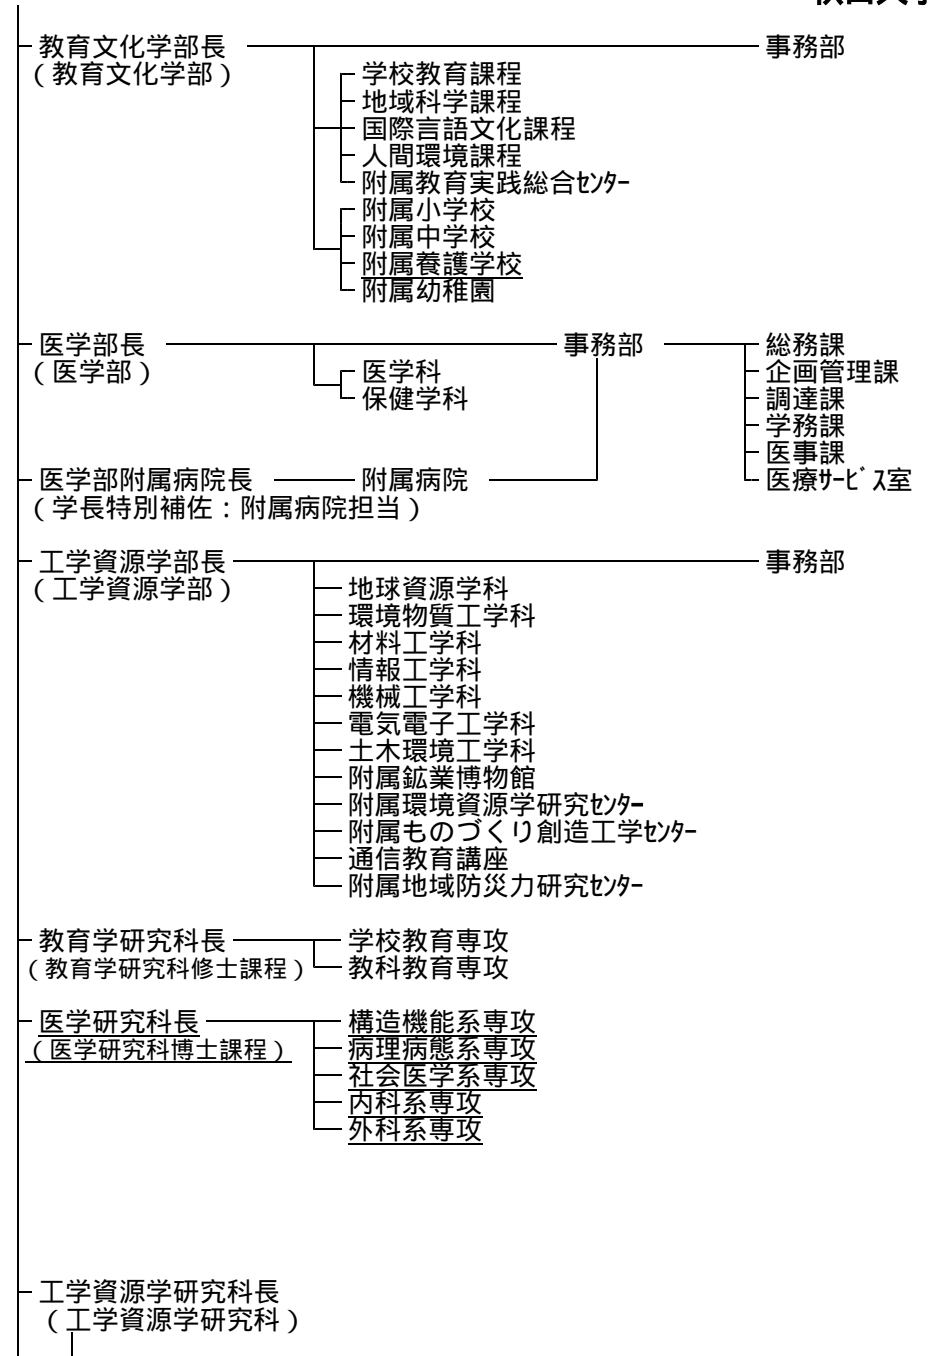 教育文化学部長 事務部
(教育文化学部)
学校教育課程
地域科学課程
国際言語文化課程
人間環境課程
附属教育実践総合センター
附属小学校
附属中学校
附属養護学校
附属幼稚園
医学部長 事務部 総務課
(医学部) 医学科 企画管理課
保健学科 調達課
学務課
医事課
医学部附属病院長 附属病院 医療サービス室
(学長特別補佐:附属病院担当)
工学資源学部長 事務部
(工学資源学部) 地球資源学科
環境物質工学科
材料工学科
情報工学科
機械工学科
電気電子工学科
土木環境工学科
附属鉱業博物館
附属環境資源学研究センター
附属ものづくり創造工学センター
通信教育講座
附属地域防災力研究センター
教育学研究科長 学校教育専攻
(教育学研究科修士課程) 教科教育専攻
医学研究科長 構造機能系専攻
(医学研究科博士課程) 病理病態系専攻
社会医学系専攻
内科系専攻
外科系専攻
工学資源学研究科長
(工学資源学研究科)